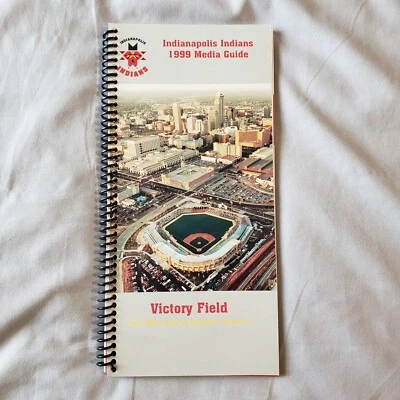 INDIANAPOLIS
INDIANS
Indianapolis Indians
1999 Media Guide
Victory Field